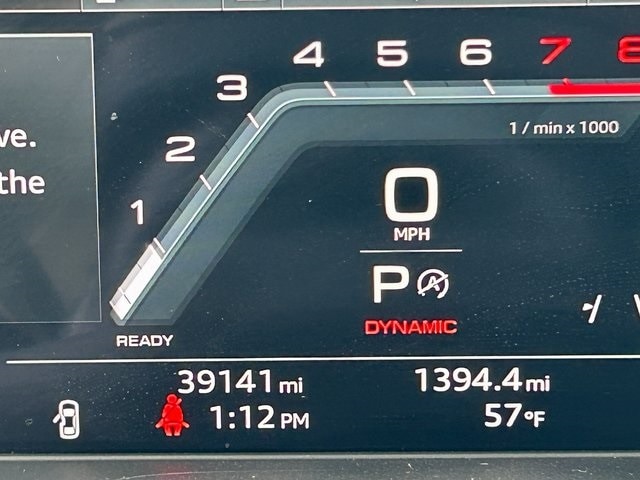 ve.
the
1 2 3 4 5 6 7 8
1 / min x 1000
0
MPH
P
A
DYNAMIC
READY
39141 mi 1394.4 mi
1:12 PM 57°F